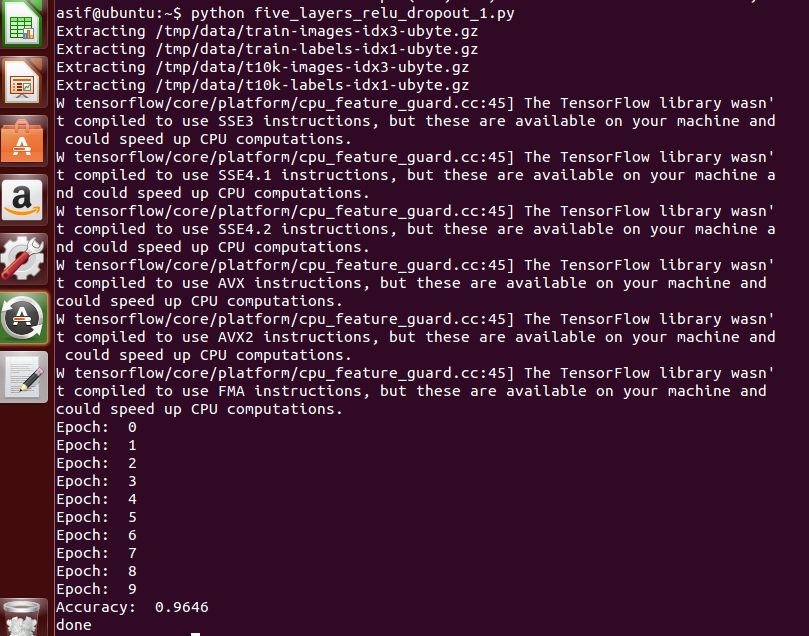 asif@ubuntu:~$ python five_layers_relu_dropout_1.py
Extracting /tmp/data/train-images-idx3-ubyte.gz
Extracting /tmp/data/train-labels-idx1-ubyte.gz
Extracting /tmp/data/t10k-images-idx3-ubyte.gz
Extracting /tmp/data/t10k-labels-idx1-ubyte.gz
W tensorflow/core/platform/cpu_feature_guard.cc:45] The TensorFlow library wasn'
t compiled to use SSE3 instructions, but these are available on your machine and
 could speed up CPU computations.
W tensorflow/core/platform/cpu_feature_guard.cc:45] The TensorFlow library wasn'
t compiled to use SSE4.1 instructions, but these are available on your machine a
nd could speed up CPU computations.
W tensorflow/core/platform/cpu_feature_guard.cc:45] The TensorFlow library wasn'
t compiled to use SSE4.2 instructions, but these are available on your machine a
nd could speed up CPU computations.
W tensorflow/core/platform/cpu_feature_guard.cc:45] The TensorFlow library wasn'
t compiled to use AVX instructions, but these are available on your machine and
could speed up CPU computations.
W tensorflow/core/platform/cpu_feature_guard.cc:45] The TensorFlow library wasn'
t compiled to use AVX2 instructions, but these are available on your machine and
 could speed up CPU computations.
W tensorflow/core/platform/cpu_feature_guard.cc:45] The TensorFlow library wasn'
t compiled to use FMA instructions, but these are available on your machine and
could speed up CPU computations.
Epoch:  0
Epoch:  1
Epoch:  2
Epoch:  3
Epoch:  4
Epoch:  5
Epoch:  6
Epoch:  7
Epoch:  8
Epoch:  9
Accuracy:  0.9646
done